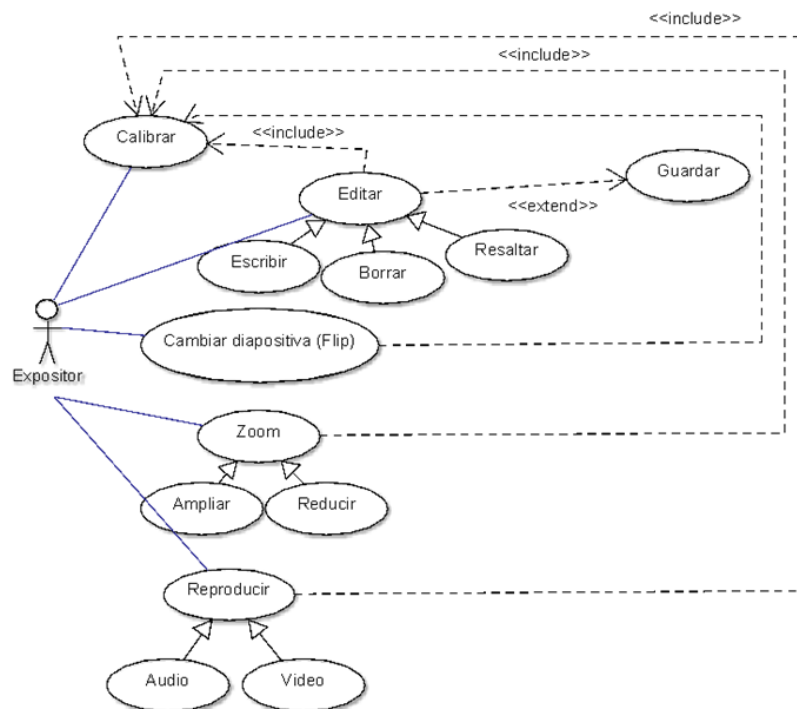 <<include>>
<<include>>
Calibrar
<<include>>
Guardar
Editar
<<extend>>
Escribir
Borrar
Resaltar
Cambiar diapositiva (Flip)
Expositor
Zoom
Ampliar
Reducir
Reproducir
Audio
Video